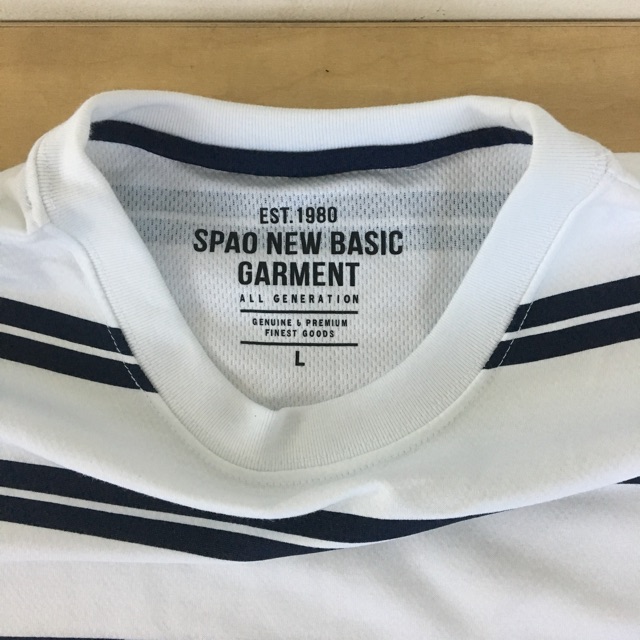 EST.1980
SPAO NEW BASIC
GARMENT
ALL GENERATION
GENUINE & PREMIUM
FINEST GOODS
L